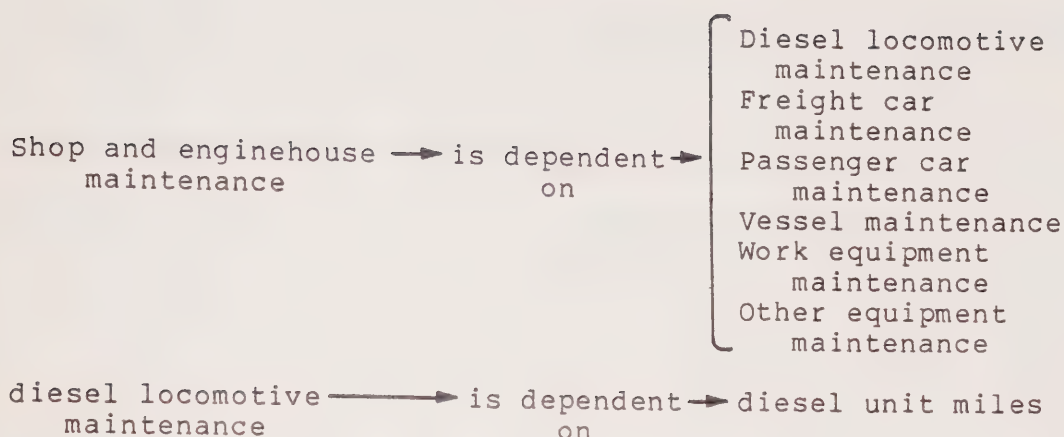 Diesel locomotive
maintenance
Freight car
maintenance
Shop and enginehouse → is dependent → Passenger car
maintenance on maintenance
Vessel maintenance
Work equipment
maintenance
Other equipment
maintenance
diesel locomotive → is dependent → diesel unit miles
maintenance on